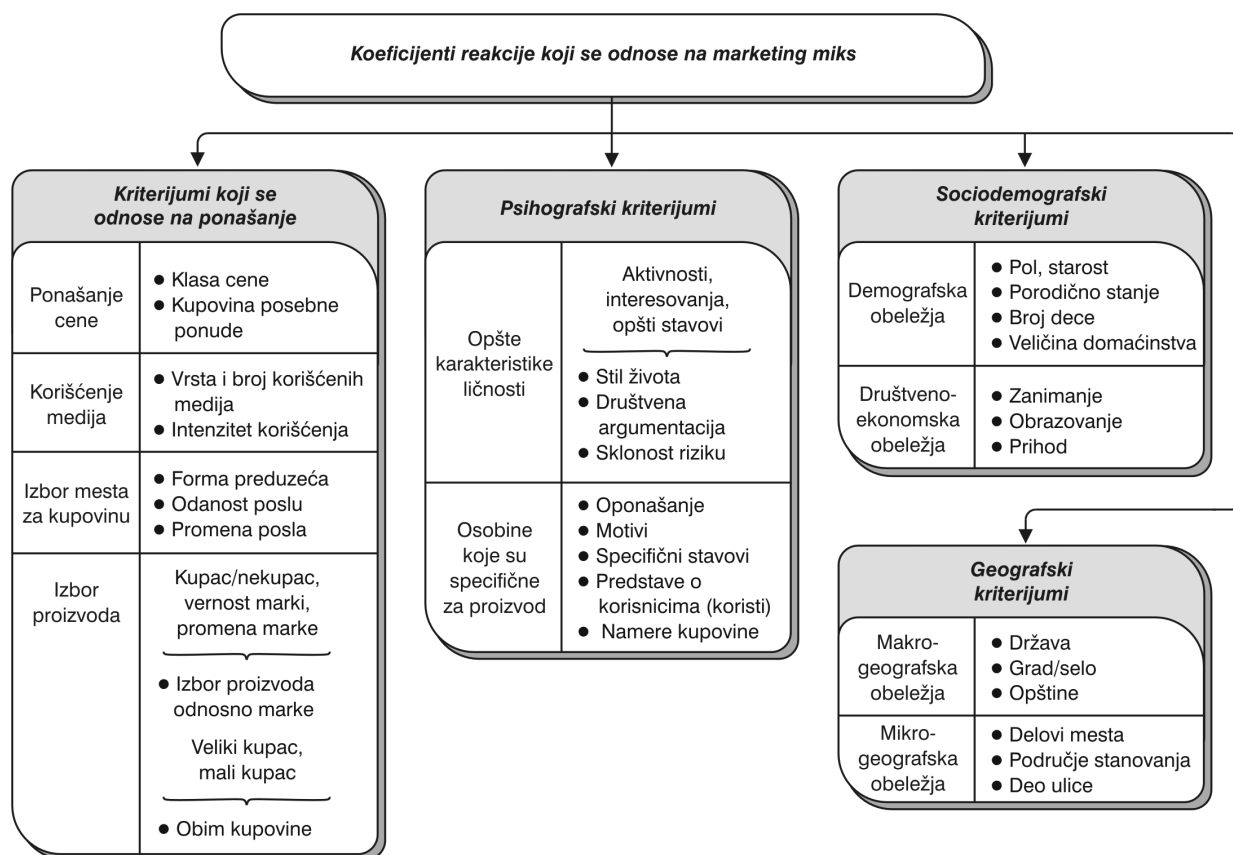 Koeficijenti reakcije koji se odnose na marketing miks
Kriterijumi koji se
odnose na ponašanje
Ponašanje
cene
● Klasa cene
● Kupovina posebne
ponude
Korišćenje
medija
● Vrsta i broj korišćenih
medija
● Intenzitet korišćenja
Izbor mesta
za kupovinu
● Forma preduzeća
● Odanost poslu
● Promena posla
Izbor
proizvoda
Kupac/nekupac,
vernost marki,
promena marke
● Izbor proizvoda
odnosno marke
Veliki kupac,
mali kupac
● Obim kupovine
Psihografski kriterijumi
Opšte
karakteristike
ličnosti
Aktivnosti,
interesovanja,
opšti stavovi
● Stil života
● Društvena
argumentacija
● Sklonost riziku
Osobine
koje su
specifične
za proizvod
● Oponašanje
● Motivi
● Specifični stavovi
● Predstave o
korisnicima (koristi)
● Namere kupovine
Sociodemografski
kriterijumi
Demografska
obeležja
● Pol, starost
● Porodično stanje
● Broj dece
● Veličina domaćinstva
Društveno-
ekonomska
obeležja
● Zanimanje
● Obrazovanje
● Prihod
Geografski
kriterijumi
Makro-
geografska
obeležja
● Država
● Grad/selo
● Opštine
Mikro-
geografska
obeležja
● Delovi mesta
● Područje stanovanja
● Deo ulice